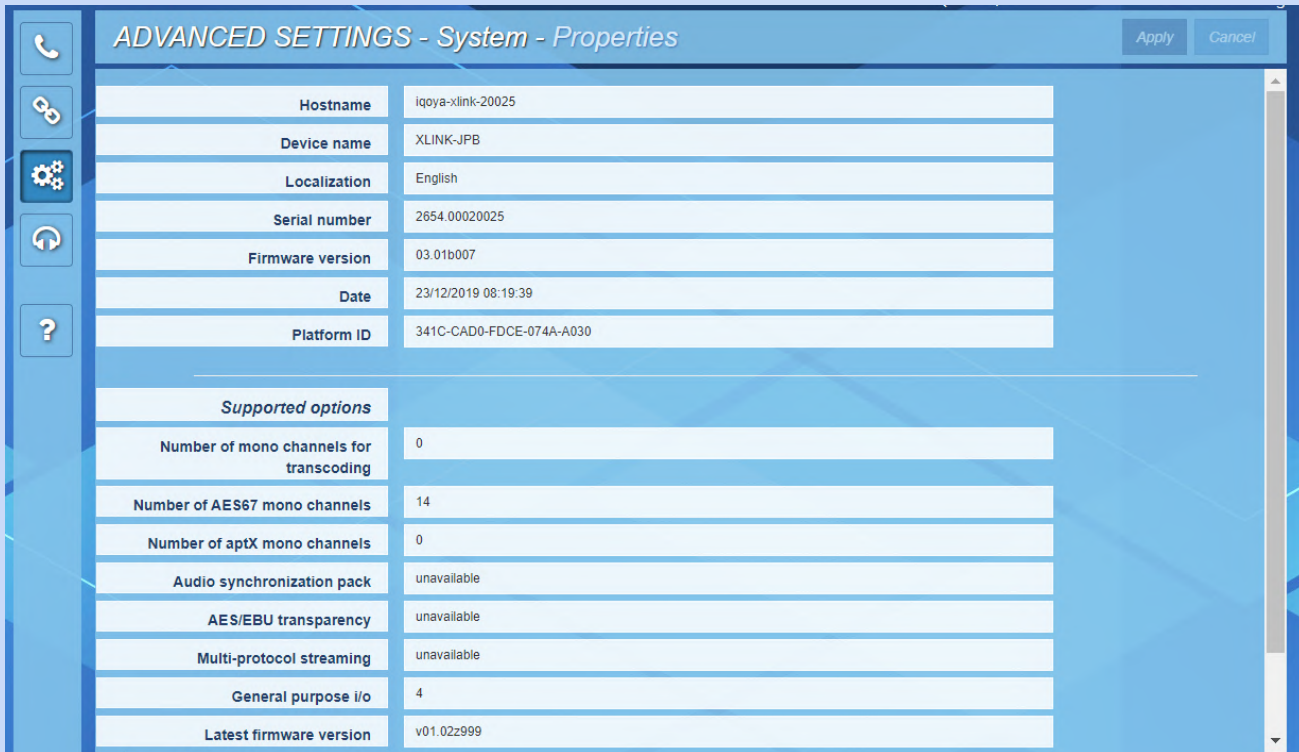 ADVANCED SETTINGS - System - Properties
Apply
Cancel
Hostname
iqoya-xlink-20025
Device name
XLINK-JPB
Localization
English
Serial number
2654.00020025
Firmware version
03.01b007
Date
23/12/2019 08:19:39
Platform ID
341C-CAD0-FDCE-074A-A030
Supported options
Number of mono channels for
transcoding
0
Number of AES67 mono channels
14
Number of aptX mono channels
0
Audio synchronization pack
unavailable
AES/EBU transparency
unavailable
Multi-protocol streaming
unavailable
General purpose i/o
4
Latest firmware version
v01.02z999
?